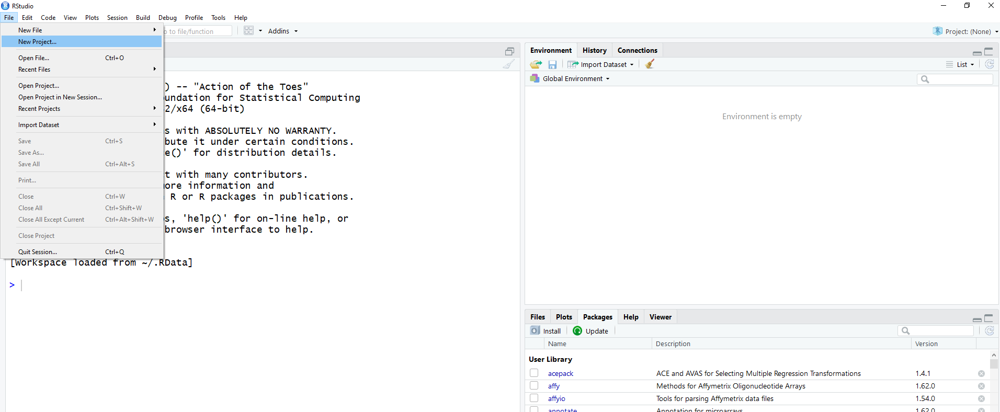 RStudio
File Edit Code View Plots Session Build Debug Profile Tools Help
New File
New Project...
Open File... Ctrl+O
Recent Files
Open Project...
Open Project in New Session...
Recent Projects
Import Dataset
Save Ctrl+S
Save As...
Save All Ctrl+Alt+S
Print...
Close Ctrl+W
Close All Ctrl+Shift+W
Close All Except Current Ctrl+Alt+Shift+W
Close Project
Quit Session... Ctrl+Q
o to file/function
Addins
Project: (None)
) -- "Action of the Toes"
undation for Statistical Computing
2/x64 (64-bit)
s with ABSOLUTELY NO WARRANTY.
bute it under certain conditions.
e()' for distribution details.
t with many contributors.
ore information and
R or R packages in publications.
s, 'help()' for on-line help, or
browser interface to help.
[Workspace loaded from ~/.RData]
>
Environment History Connections
Import Dataset
List
Global Environment
Environment is empty
Files Plots Packages Help Viewer
Install Update
Name Description Version
User Library
acepack ACE and AVAS for Selecting Multiple Regression Transformations 1.4.1
affy Methods for Affymetrix Oligonucleotide Arrays 1.62.0
affyio Tools for parsing Affymetrix data files 1.54.0
annotate Annotation for microarrays 1.62.0